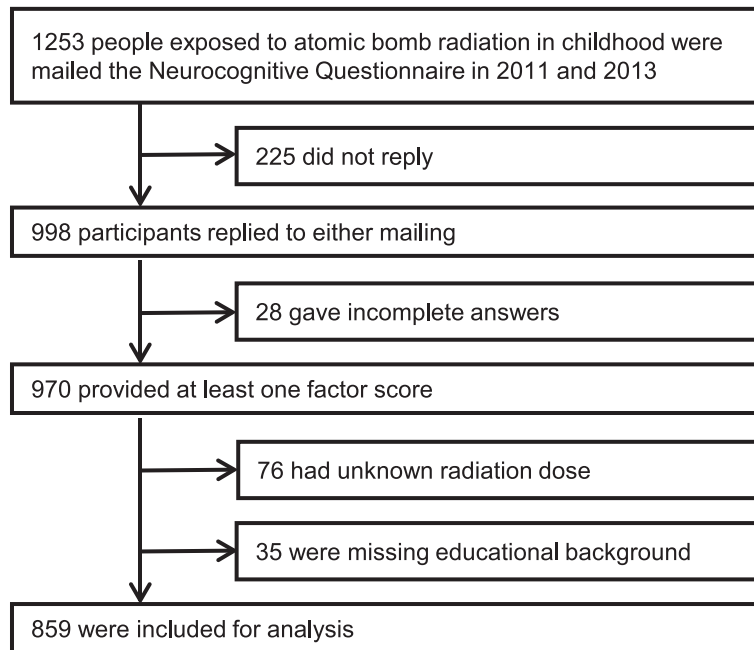 1253 people exposed to atomic bomb radiation in childhood were
mailed the Neurocognitive Questionnaire in 2011 and 2013
225 did not reply
998 participants replied to either mailing
28 gave incomplete answers
970 provided at least one factor score
76 had unknown radiation dose
35 were missing educational background
859 were included for analysis